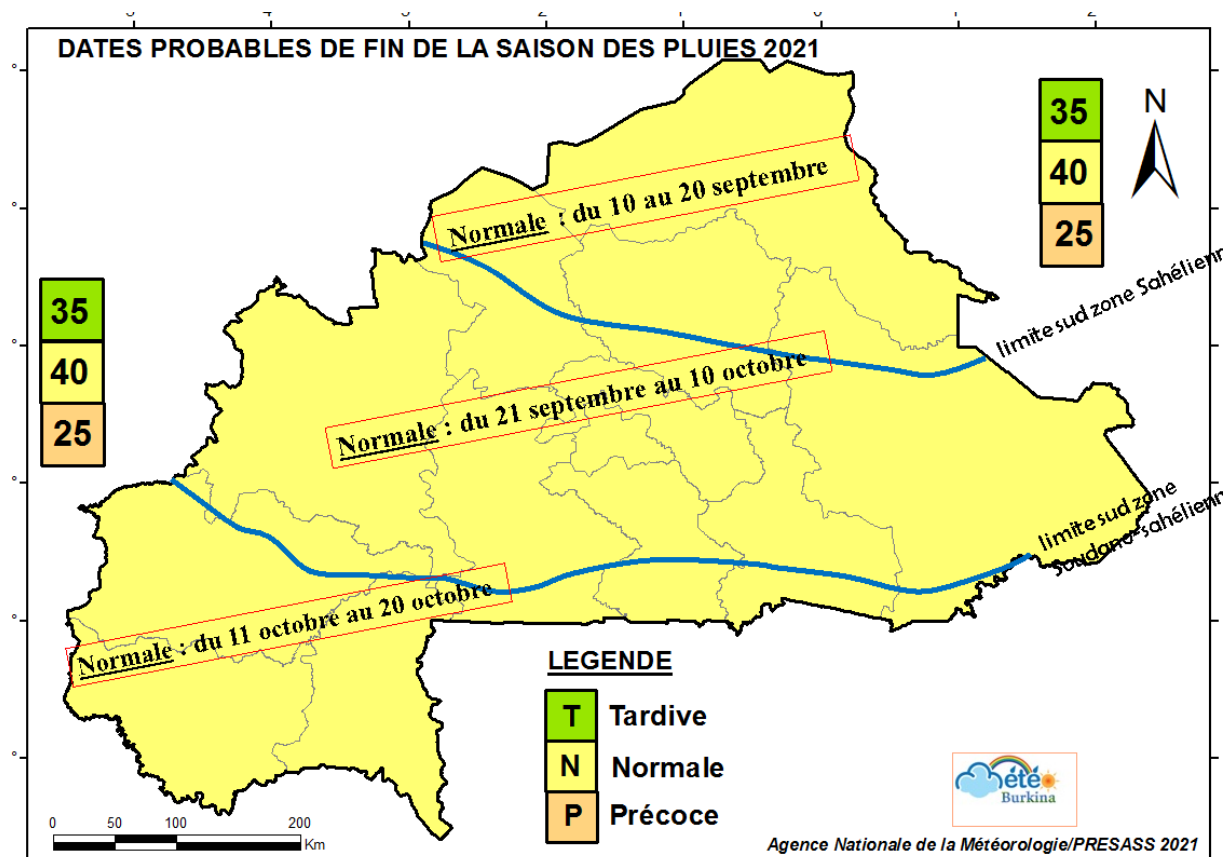 DATES PROBABLES DE FIN DE LA SAISON DES PLUIES 2021
35
40
25
N
Normale : du 10 au 20 septembre
limite sud zone Sahélienn
35
40
25
Normale : du 21 septembre au 10 octobre
limite sud zone
soudano-sahélienn
Normale : du 11 octobre au 20 octobre
LEGENDE
T Tardive
N Normale
P Précoce
été
Burkina
0 50 100 200
Km
Agence Nationale de la Météorologie/PRESASS 2021